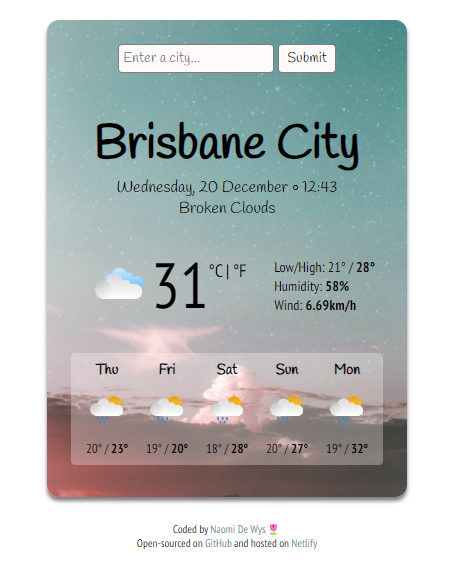 Enter a city...
Submit
Brisbane City
Wednesday, 20 December ∘ 12:43
Broken Clouds
31 °C | °F
Low/High: 21° / 28°
Humidity: 58%
Wind: 6.69km/h
Thu Fri Sat Sun Mon
20° / 23° 19° / 20° 18° / 28° 20° / 27° 19° / 32°
Coded by Naomi De Wys 🌷
Open-sourced on GitHub and hosted on Netlify